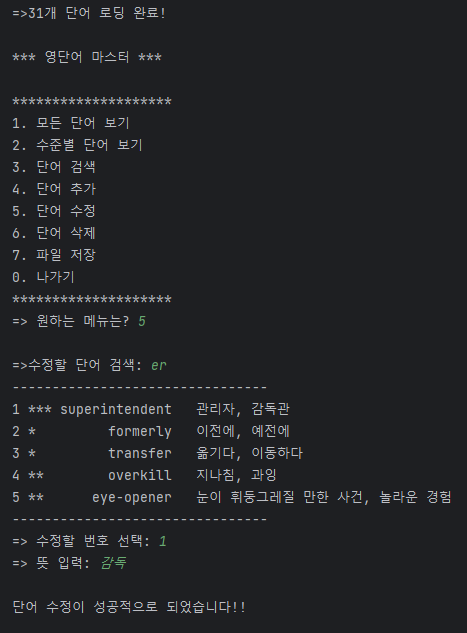 =>31개 단어 로딩 완료!
*** 영단어 마스터 ***
********************
1. 모든 단어 보기
2. 수준별 단어 보기
3. 단어 검색
4. 단어 추가
5. 단어 수정
6. 단어 삭제
7. 파일 저장
0. 나가기
********************
=> 원하는 메뉴는? 5
=>수정할 단어 검색: er
--------------------------------
1 *** superintendent   관리자, 감독관
2 *         formerly   이전에, 예전에
3 *         transfer   옮기다, 이동하다
4 **        overkill   지나침, 과잉
5 **      eye-opener   눈이 휘둥그레질 만한 사건, 놀라운 경험
--------------------------------
=> 수정할 번호 선택: 1
=> 뜻 입력: 감독
단어 수정이 성공적으로 되었습니다!!